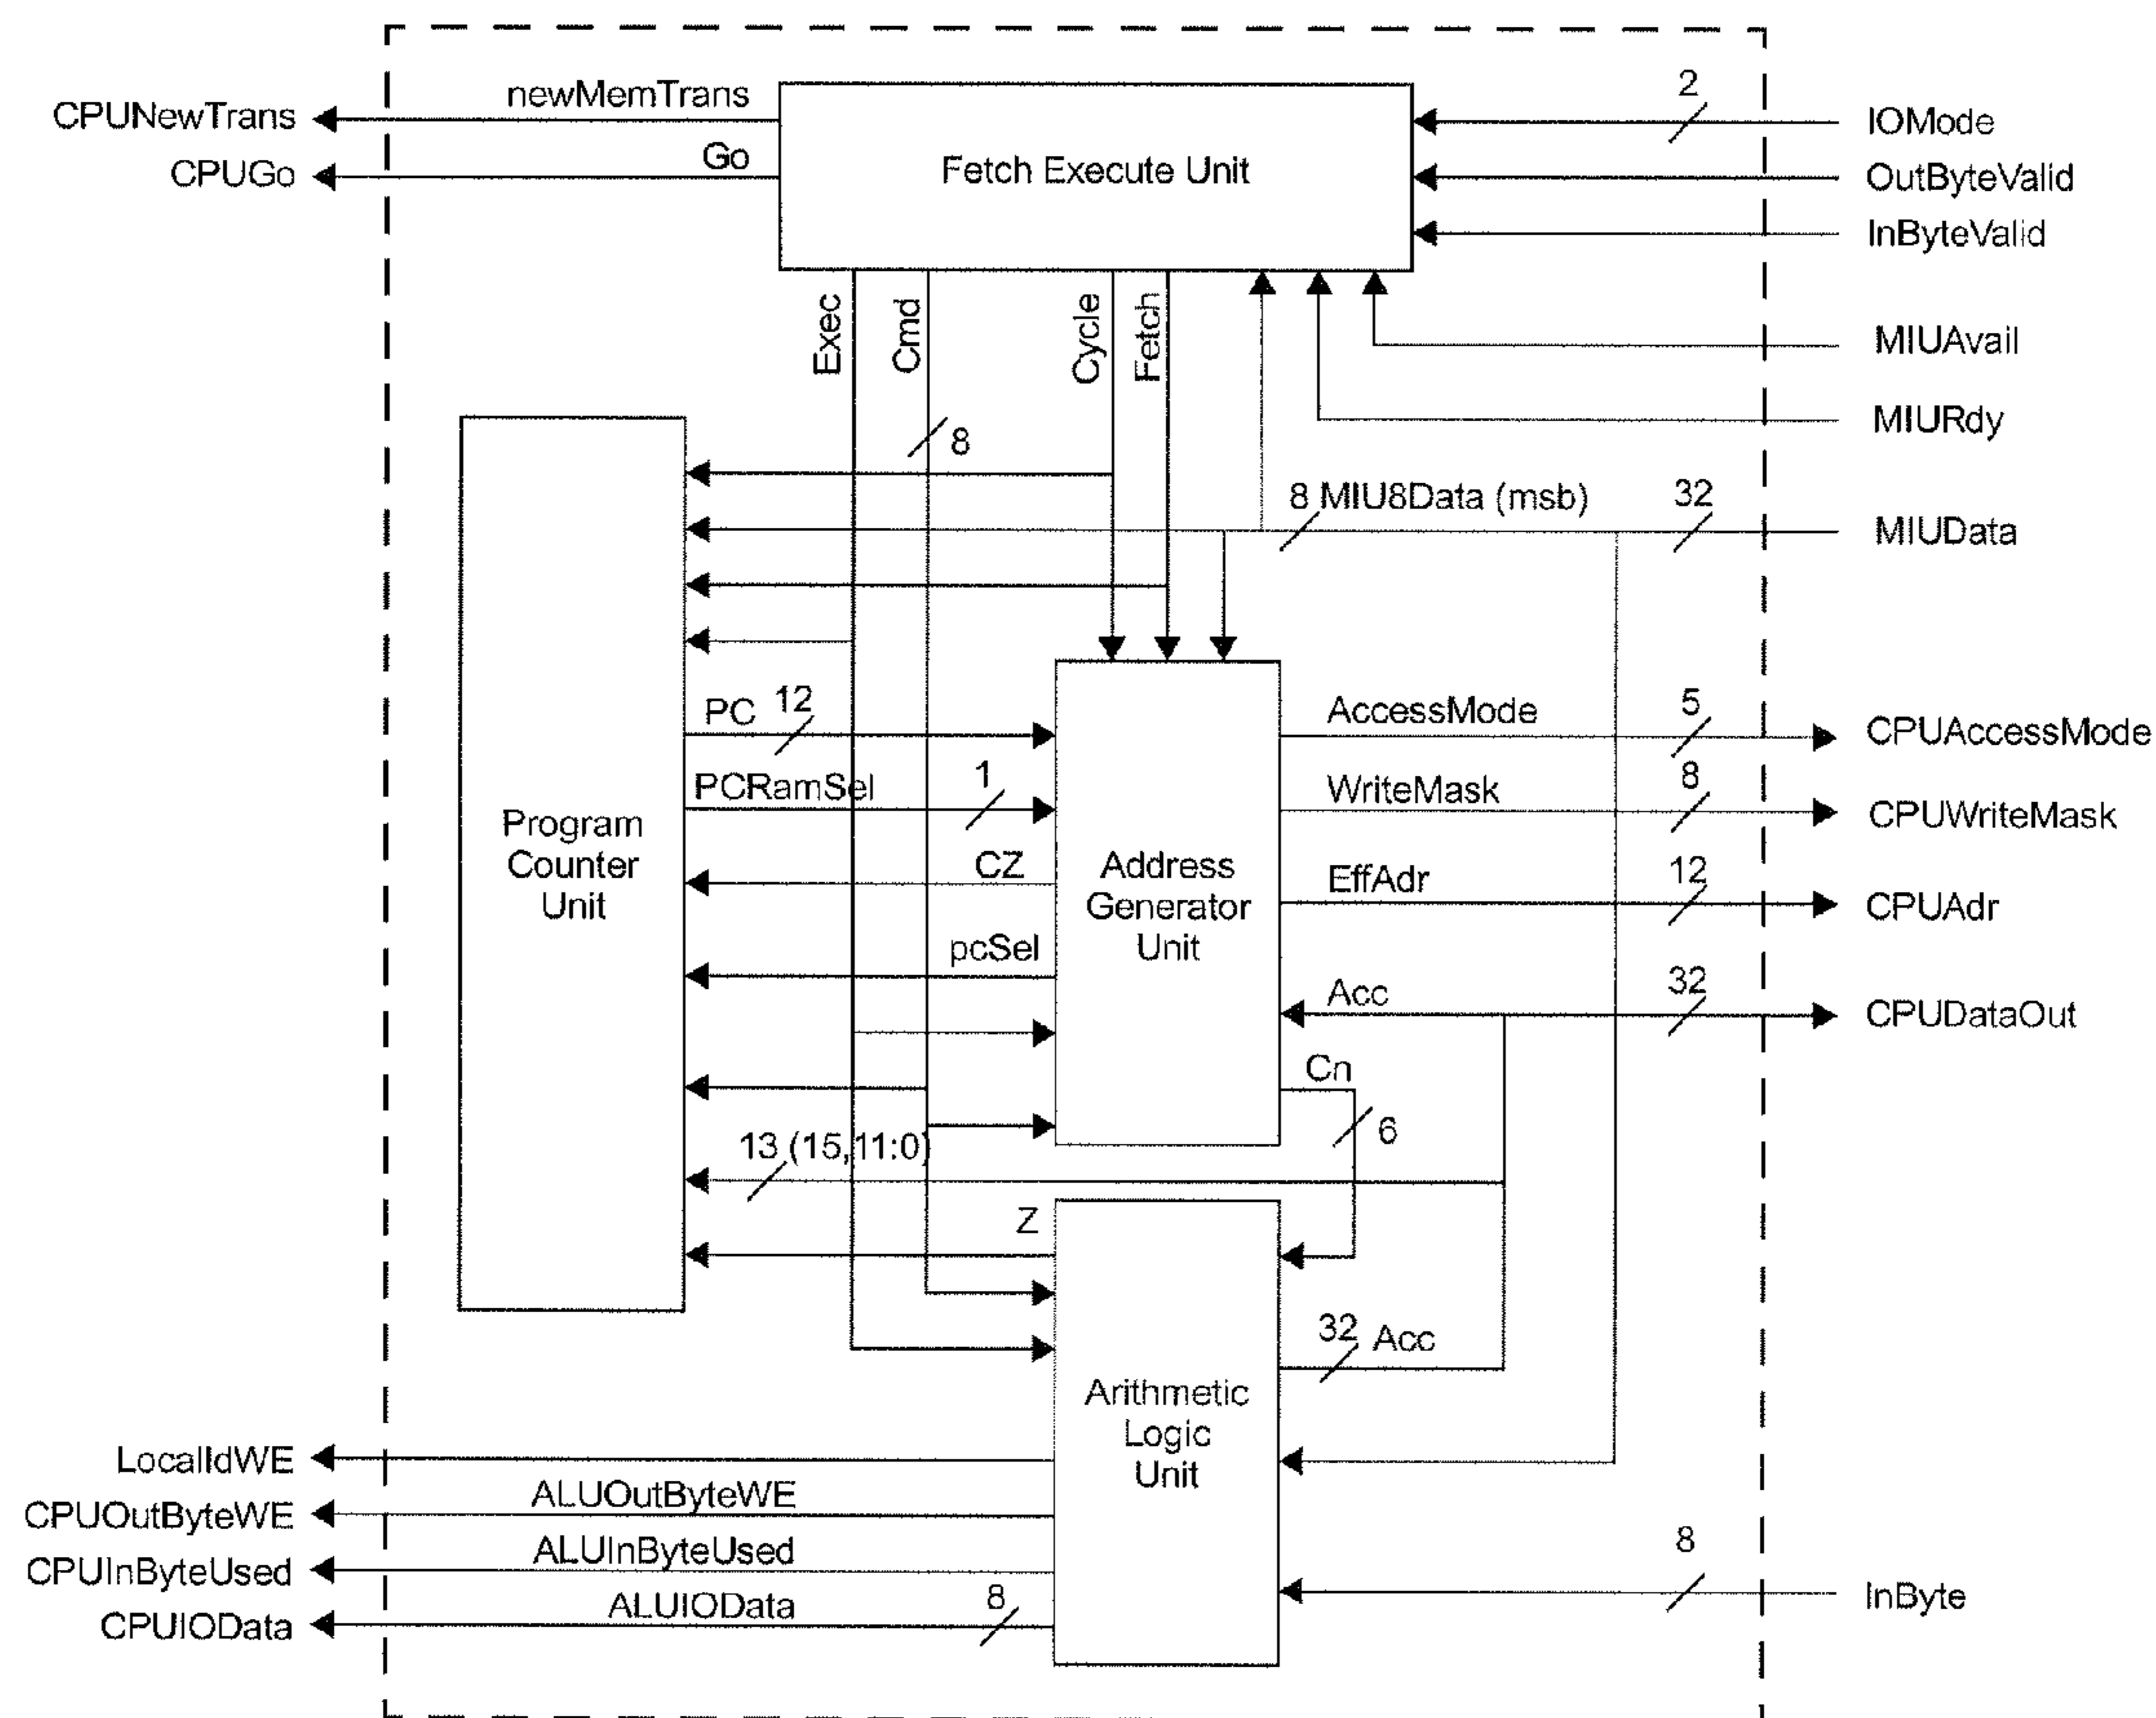 newMemTrans
CPUNewTrans
2
IOMode
Go
CPUGo
Fetch Execute Unit
OutByteValid
InByteValid
Exec
Cmd
Cycle
Fetch
MIUAvail
MIURdy
8
8 MIU8Data (msb)
32
MIUData
PC
12
AccessMode
5
CPUAccessMode
PCRamSel
1
WriteMask
8
CPUWriteMask
Program
Counter
Unit
CZ
Address
Generator
Unit
EffAdr
12
CPUAdr
pcSel
Acc
32
CPUDataOut
Cn
6
13 (15,11:0)
Z
32
Acc
Arithmetic
Logic
Unit
LocalIdWE
ALUOutByteWE
CPUOutByteWE
ALUInByteUsed
CPUInByteUsed
8
InByte
ALUIOData
8
CPUIOData